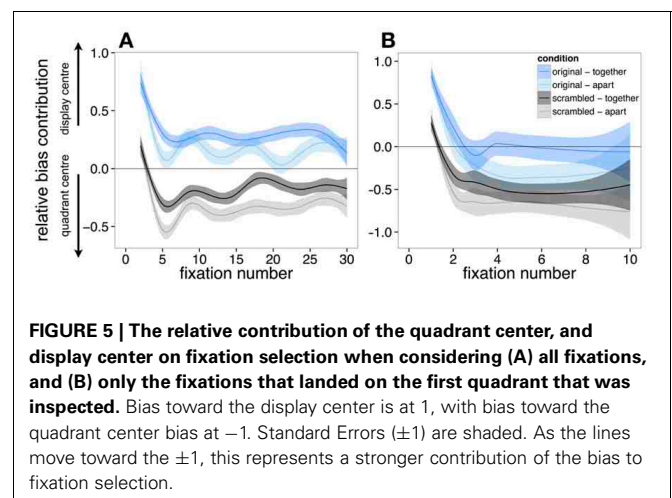 A
B
relative bias contribution
display centre
quadrant centre
1.0
0.5
0.0
−0.5
0 5 10 15 20 25 30
fixation number
1.0
0.5
0.0
−0.5
−1.0
0 2 4 6 8 10
fixation number
condition
original − together
original − apart
scrambled − together
scrambled − apart
FIGURE 5 | The relative contribution of the quadrant center, and
display center on fixation selection when considering (A) all fixations,
and (B) only the fixations that landed on the first quadrant that was
inspected. Bias toward the display center is at 1, with bias toward the
quadrant center bias at −1. Standard Errors (±1) are shaded. As the lines
move toward the ±1, this represents a stronger contribution of the bias to
fixation selection.